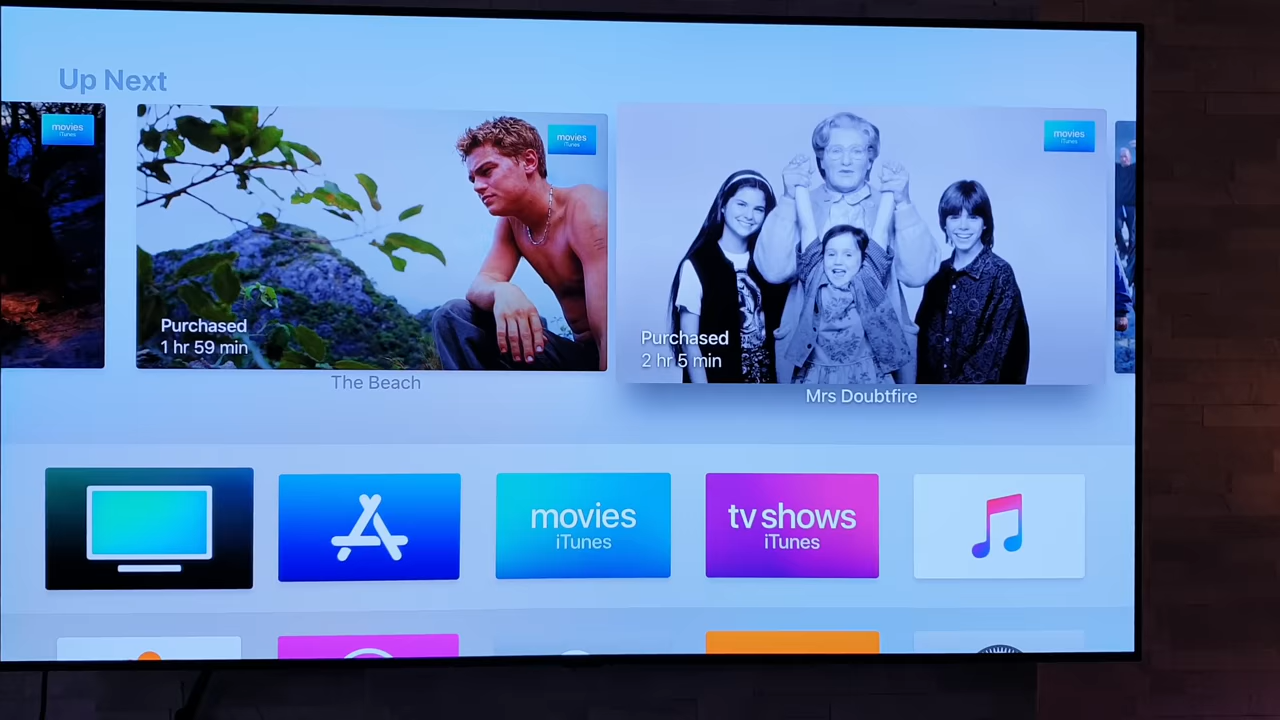 Up Next
movies
iTunes
movies
iTunes
movies
iTunes
Purchased
1 hr 59 min
Purchased
2 hr 5 min
The Beach
Mrs Doubtfire
movies
iTunes
tv shows
iTunes